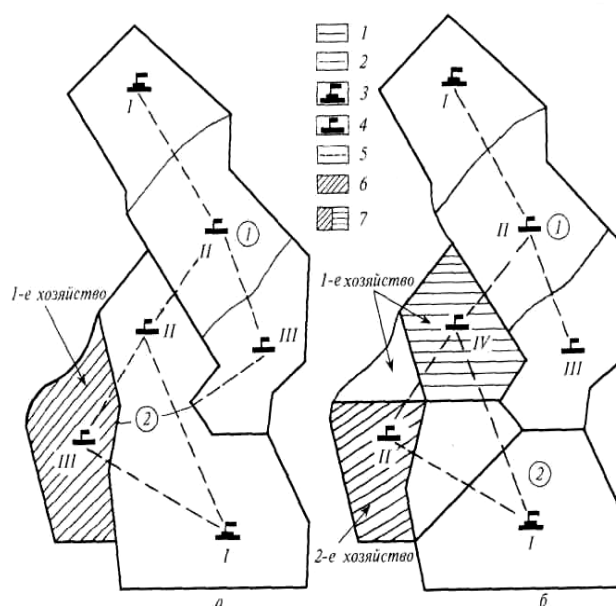 1
2
3
4
5
6
7
I
II
1
1-е хозяйство
II
III
2
III
I
а
I
II
1
1-е хозяйство
IV
III
II
2
2-е хозяйство
I
б